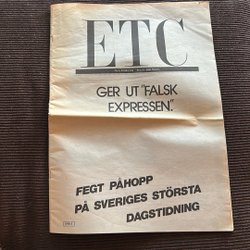 ETC
GER UT "FALSK
EXPRESSEN".
FEGT PÅHOPP
PÅ SVERIGES STÖRSTA
DAGSTIDNING